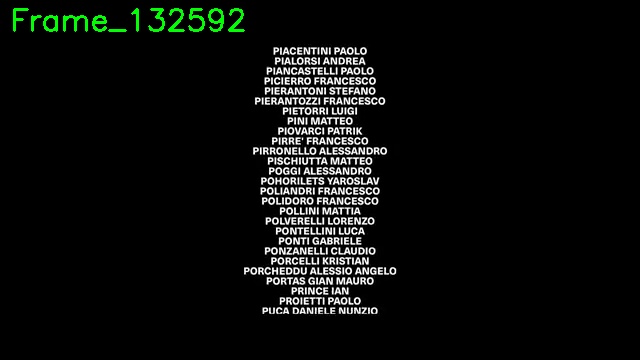 Frame_132592
PIACENTINI PAOLO
PIALORSI ANDREA
PIANCASTELLI PAOLO
PICIERRO FRANCESCO
PIERANTONI STEFANO
PIERANTOZZI FRANCESCO
PIETORRI LUIGI
PINI MATTEO
PIOVARCI PATRIK
PIRRE' FRANCESCO
PIRRONELLO ALESSANDRO
PISCHIUTTA MATTEO
POGGI ALESSANDRO
POHORILETS YAROSLAV
POLIANDRI FRANCESCO
POLIDORO FRANCESCO
POLLINI MATTIA
POLVERELLI LORENZO
PONTELLINI LUCA
PONTI GABRIELE
PONZANELLI CLAUDIO
PORCELLI KRISTIAN
PORCHEDDU ALESSIO ANGELO
PORTAS GIAN MAURO
PRINCE IAN
PROIETTI PAOLO
PUCA DANIELE NUNZIO